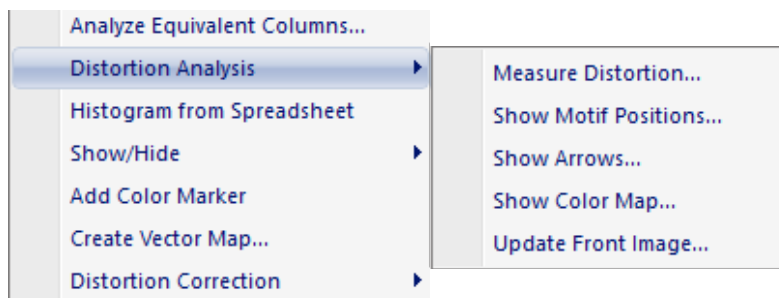 Analyze Equivalent Columns...
Distortion Analysis
Histogram from Spreadsheet
Show/Hide
Add Color Marker
Create Vector Map...
Distortion Correction
Measure Distortion...
Show Motif Positions...
Show Arrows...
Show Color Map...
Update Front Image...